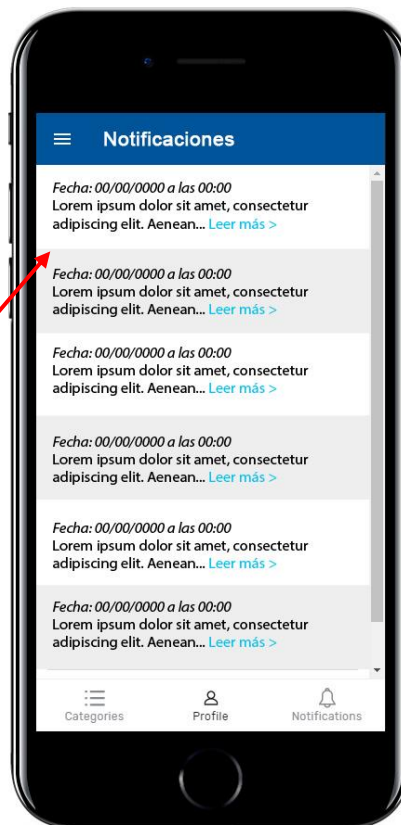 Notificaciones
Fecha: 00/00/0000 a las 00:00
Lorem ipsum dolor sit amet, consectetur
adipiscing elit. Aenean... Leer más >
Fecha: 00/00/0000 a las 00:00
Lorem ipsum dolor sit amet, consectetur
adipiscing elit. Aenean... Leer más >
Fecha: 00/00/0000 a las 00:00
Lorem ipsum dolor sit amet, consectetur
adipiscing elit. Aenean... Leer más >
Fecha: 00/00/0000 a las 00:00
Lorem ipsum dolor sit amet, consectetur
adipiscing elit. Aenean... Leer más >
Fecha: 00/00/0000 a las 00:00
Lorem ipsum dolor sit amet, consectetur
adipiscing elit. Aenean... Leer más >
Fecha: 00/00/0000 a las 00:00
Lorem ipsum dolor sit amet, consectetur
adipiscing elit. Aenean... Leer más >
Categories Profile Notifications